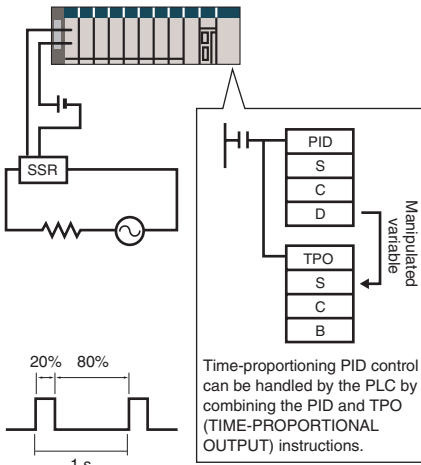 SSR
PID
S
C
D
Manipulated
variable
TPO
S
C
B
20% 80%
1 s
Time-proportioning PID control
can be handled by the PLC by
combining the PID and TPO
(TIME-PROPORTIONAL
OUTPUT) instructions.